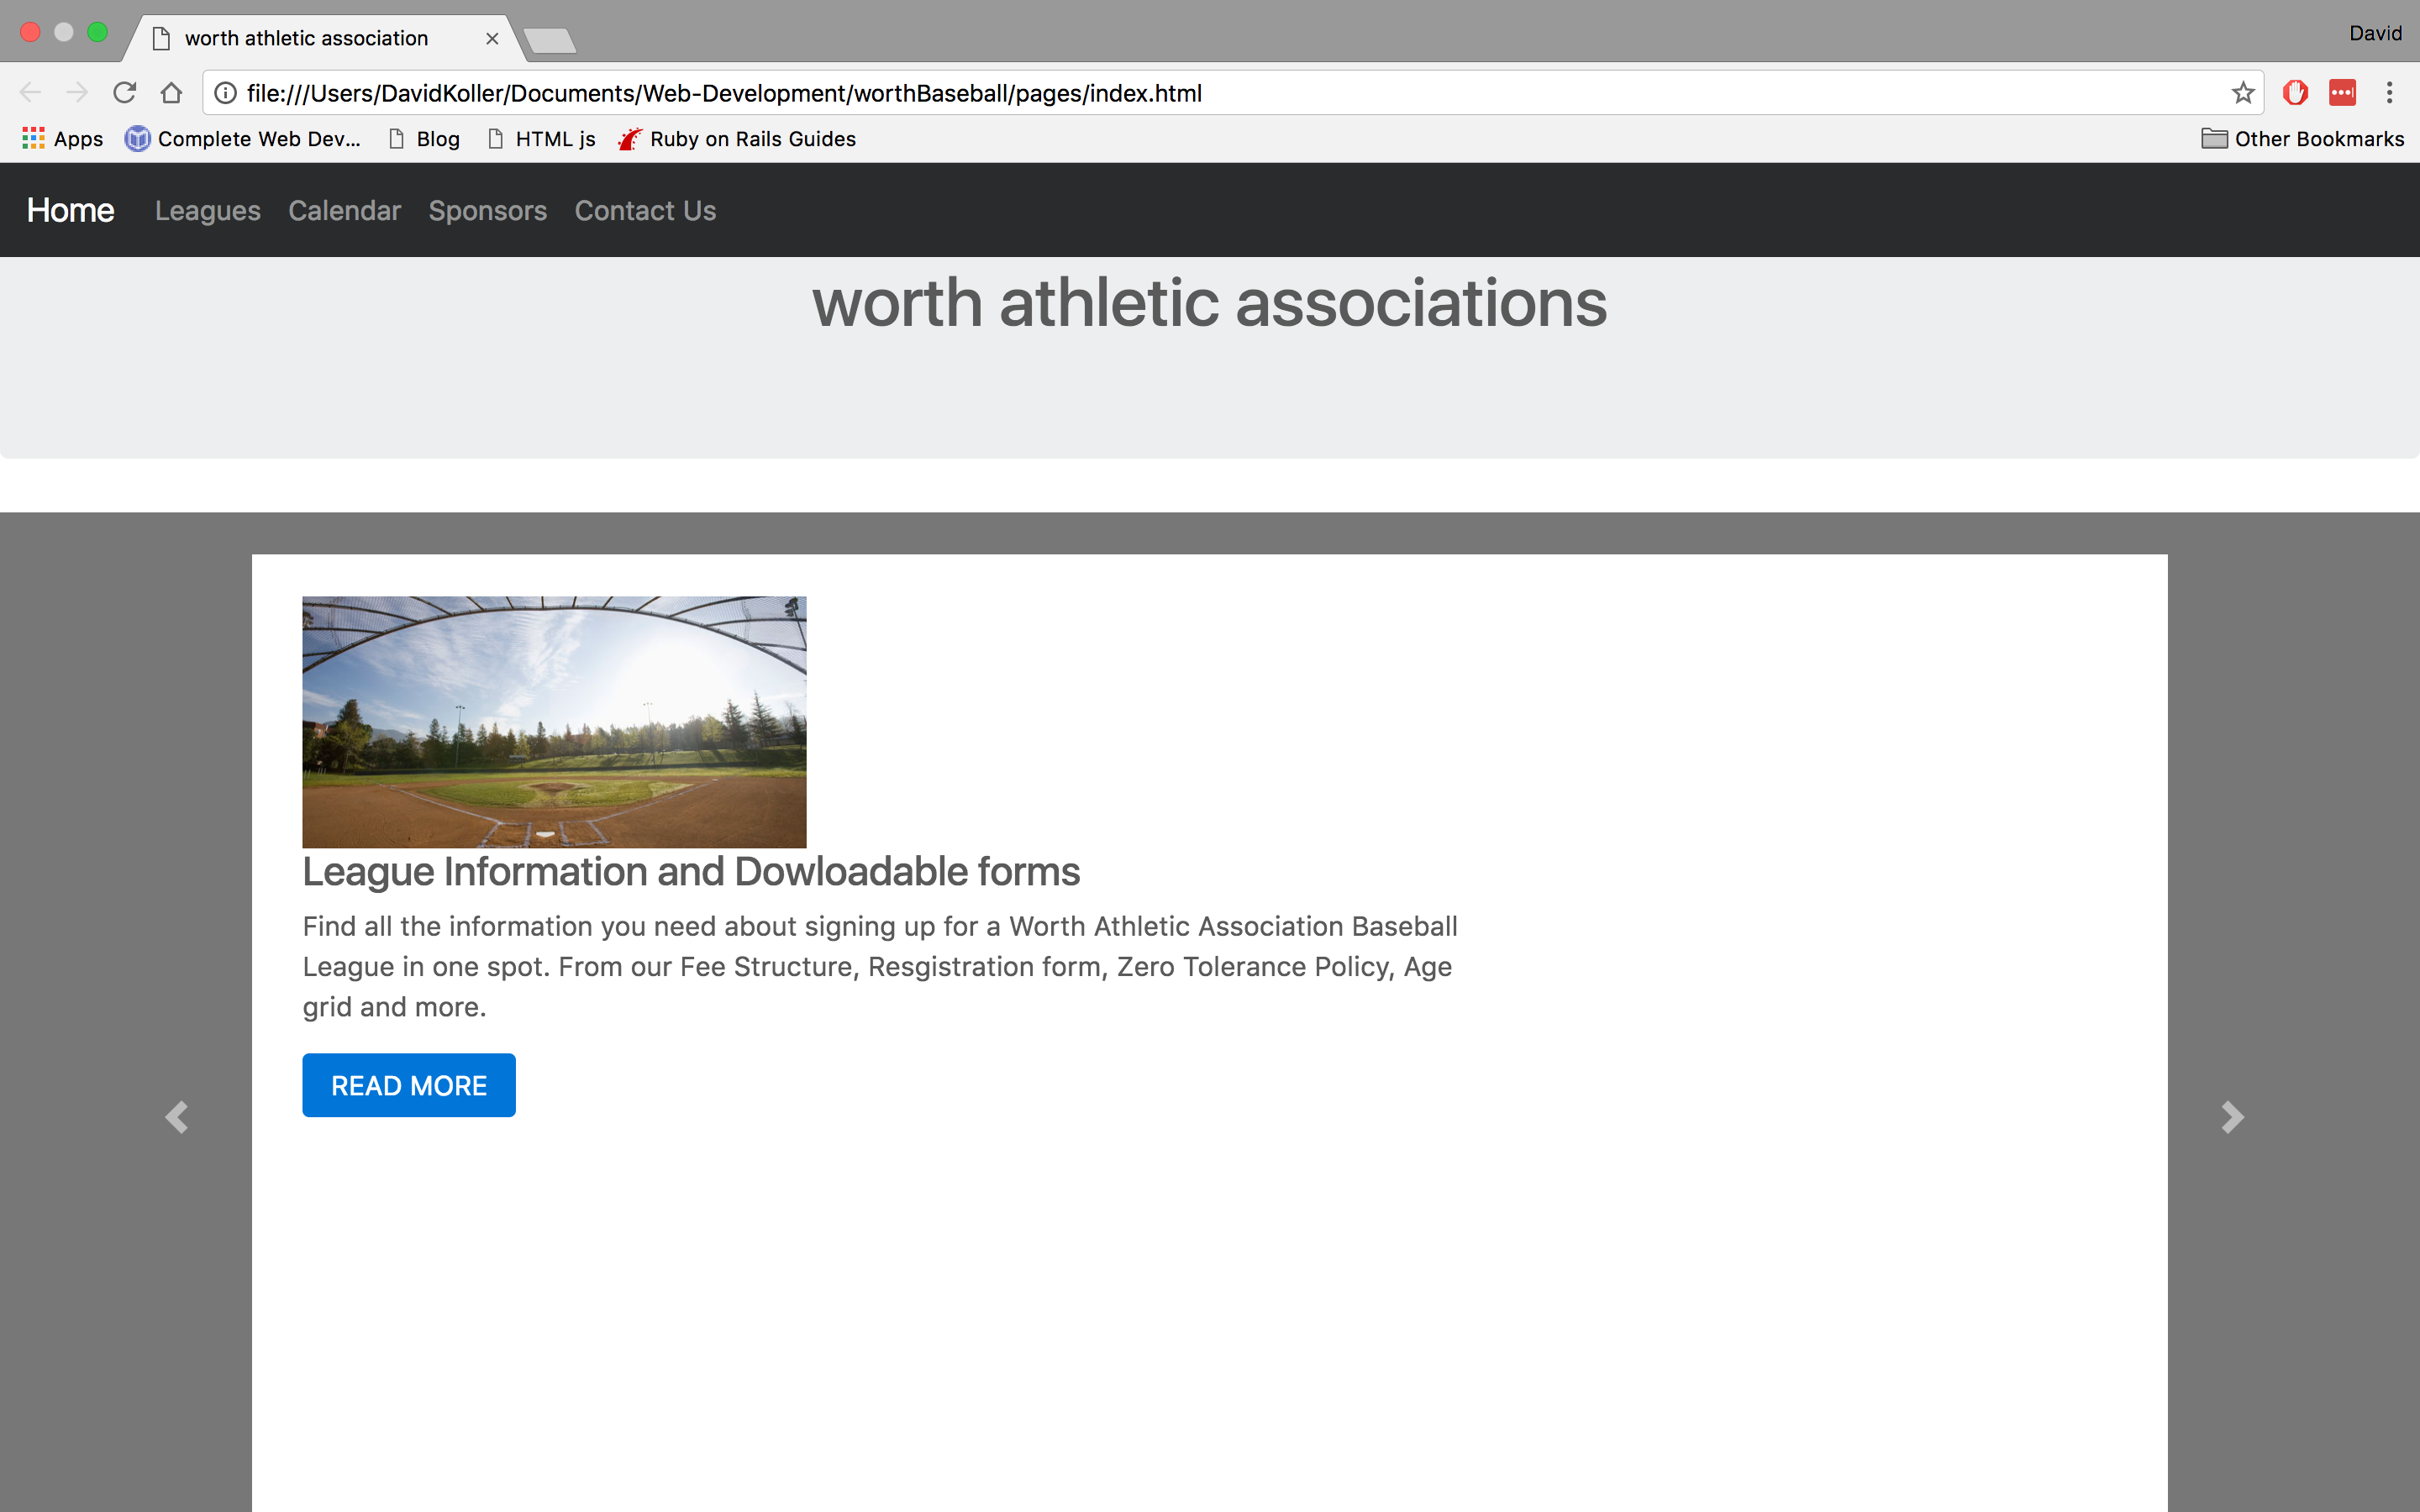 worth athletic association
David
file:///Users/DavidKoller/Documents/Web-Development/worthBaseball/pages/index.html
Apps Complete Web Dev... Blog HTML js Ruby on Rails Guides Other Bookmarks
Home Leagues Calendar Sponsors Contact Us
worth athletic associations
League Information and Dowloadable forms
Find all the information you need about signing up for a Worth Athletic Association Baseball
League in one spot. From our Fee Structure, Resgistration form, Zero Tolerance Policy, Age
grid and more.
READ MORE